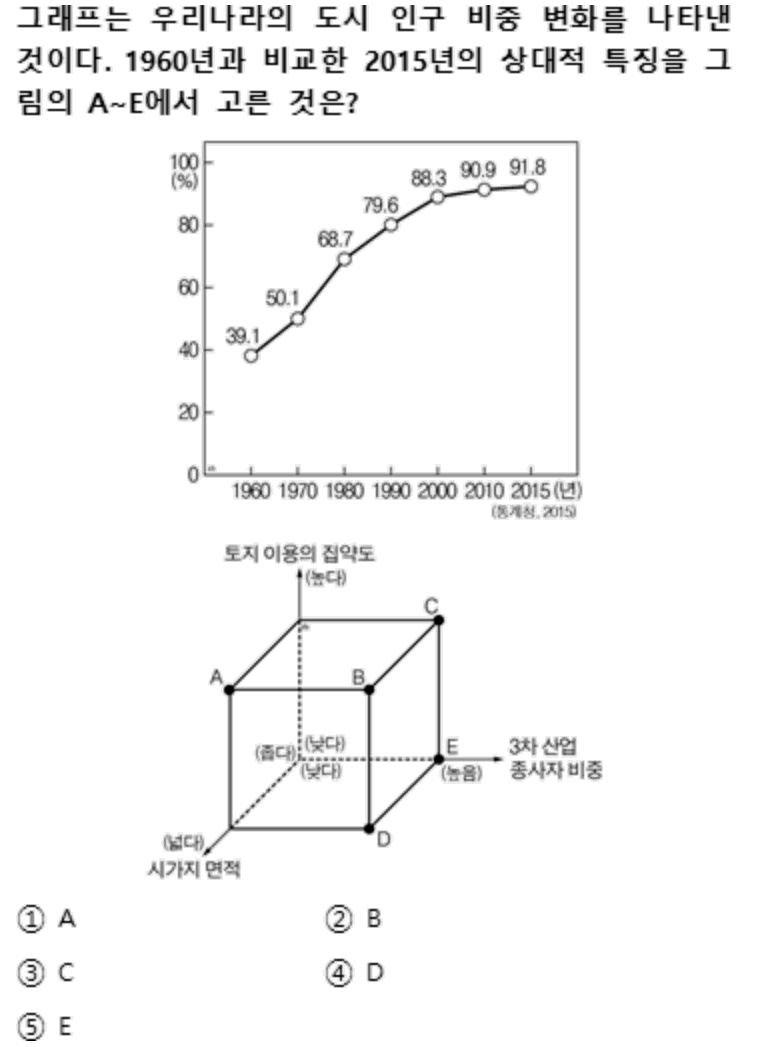 그래프는 우리나라의 도시 인구 비중 변화를 나타낸
것이다. 1960년과 비교한 2015년의 상대적 특징을 그
림의 A~E에서 고른 것은?
100
(%)
80
60
40
20
0
39.1
50.1
68.7
79.6
88.3
90.9
91.8
1960 1970 1980 1990 2000 2010 2015 (년)
(통계청, 2015)
토지 이용의 집약도
(높다)
C
A
B
(좁다)
(낮다)
(낮다)
E
(높음)
3차 산업
종사자 비중
D
(넓다)
시가지 면적
① A
② B
③ C
④ D
⑤ E